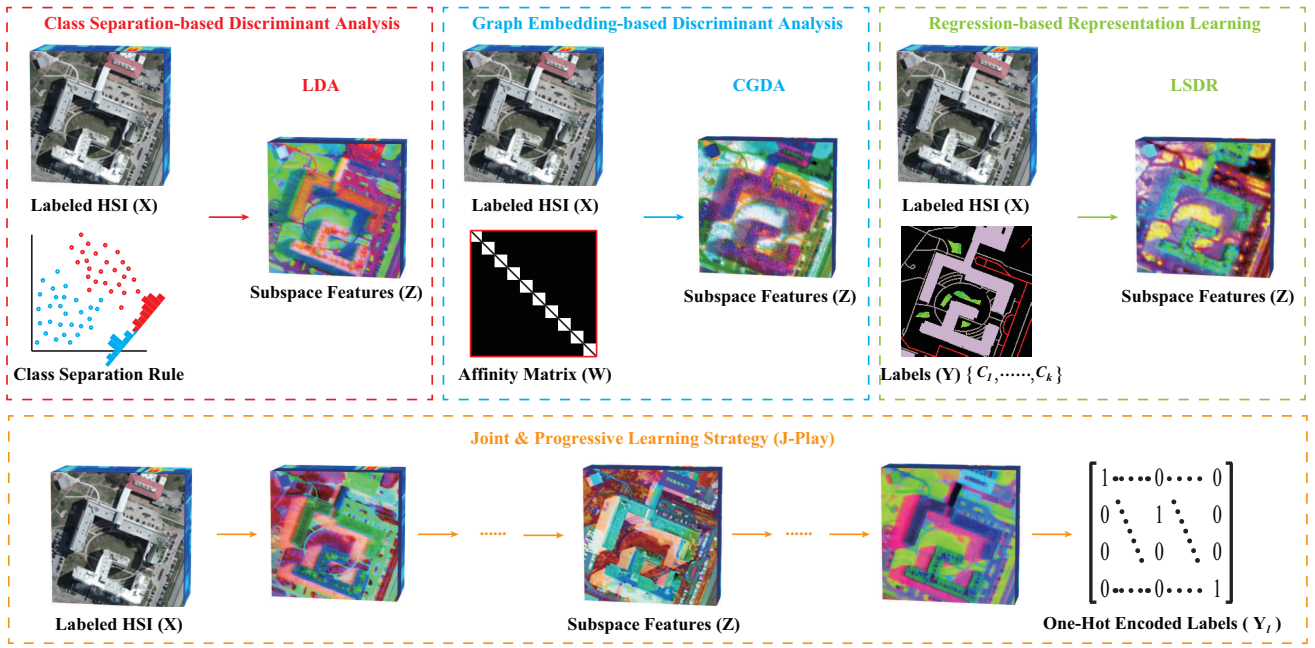 Class Separation-based Discriminant Analysis
LDA
Labeled HSI (X)
Subspace Features (Z)
Class Separation Rule
Graph Embedding-based Discriminant Analysis
CGDA
Labeled HSI (X)
Subspace Features (Z)
Affinity Matrix (W)
Regression-based Representation Learning
LSDR
Labeled HSI (X)
Subspace Features (Z)
Labels (Y) { C_1,······,C_k }
Joint & Progressive Learning Strategy (J-Play)
······
······
1 ····· 0 ···· 0
0 1 0
0 0 0
0 ····· 0 ···· 1
Labeled HSI (X)
Subspace Features (Z)
One-Hot Encoded Labels ( Y_l )